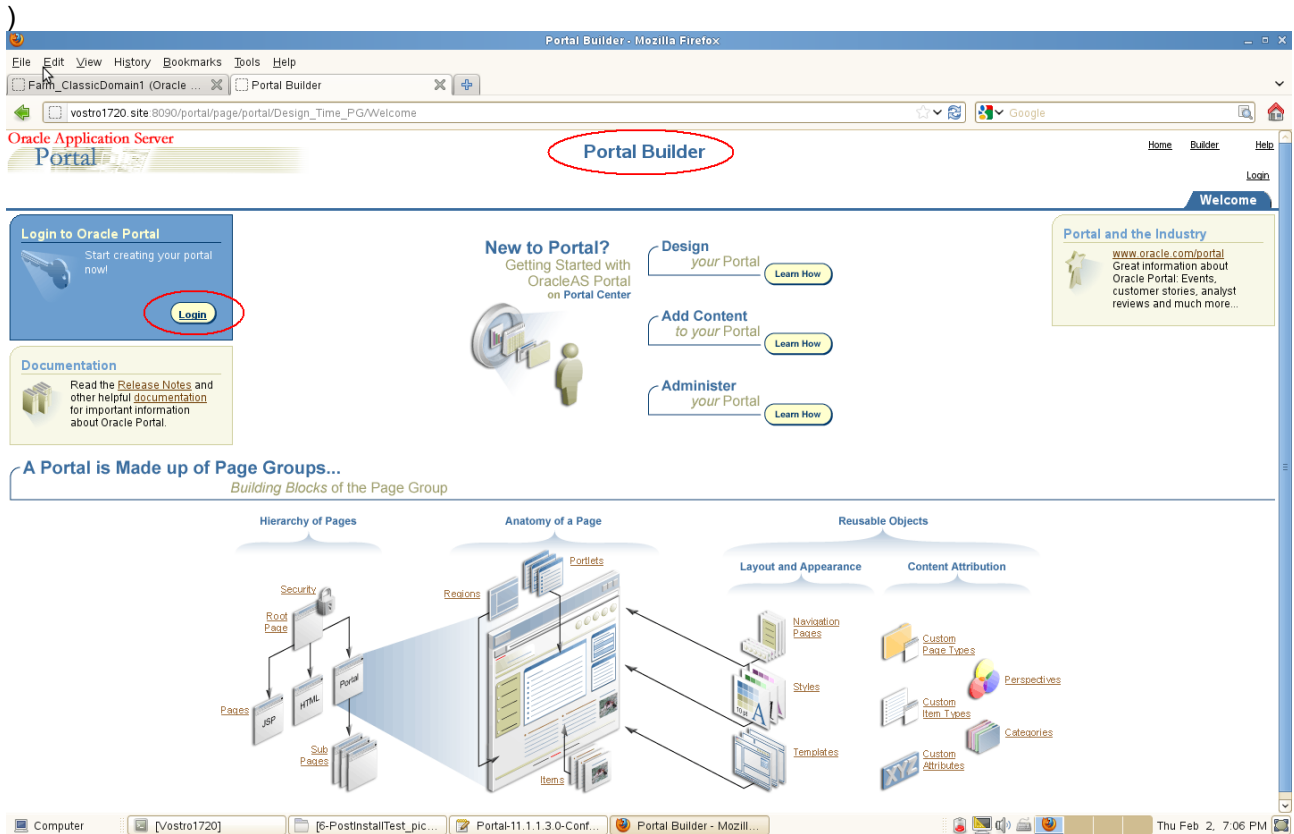 )
Portal Builder - Mozilla Firefox
File Edit View History Bookmarks Tools Help
Farm_ClassicDomain1 (Oracle ...
Portal Builder
vostro1720.site:8090/portal/page/portal/Design_Time_PG/Welcome
Google
Oracle Application Server
Portal
Portal Builder
Home Builder Help
Login
Welcome
Login to Oracle Portal
Start creating your portal
now!
Login
Documentation
Read the Release Notes and
other helpful documentation
for important information
about Oracle Portal.
New to Portal?
Getting Started with
OracleAS Portal
on Portal Center
Design
your Portal
Learn How
Add Content
to your Portal
Learn How
Administer
your Portal
Learn How
Portal and the Industry
www.oracle.com/portal
Great information about
Oracle Portal: Events,
customer stories, analyst
reviews and much more...
A Portal is Made up of Page Groups...
Building Blocks of the Page Group
Hierarchy of Pages
Security
Root
Page
Portal
Pages
JSP
HTML
Sub
Pages
Anatomy of a Page
Portlets
Regions
Items
Reusable Objects
Layout and Appearance
Navigation
Pages
Styles
10 pt
A
Templates
Content Attribution
Custom
Page Types
Perspectives
Custom
Item Types
Categories
XYZ
Custom
Attributes
Computer
[Vostro1720]
[6-PostInstallTest_pic...
Portal-11.1.1.3.0-Conf...
Portal Builder - Mozill...
Thu Feb 2, 7:06 PM